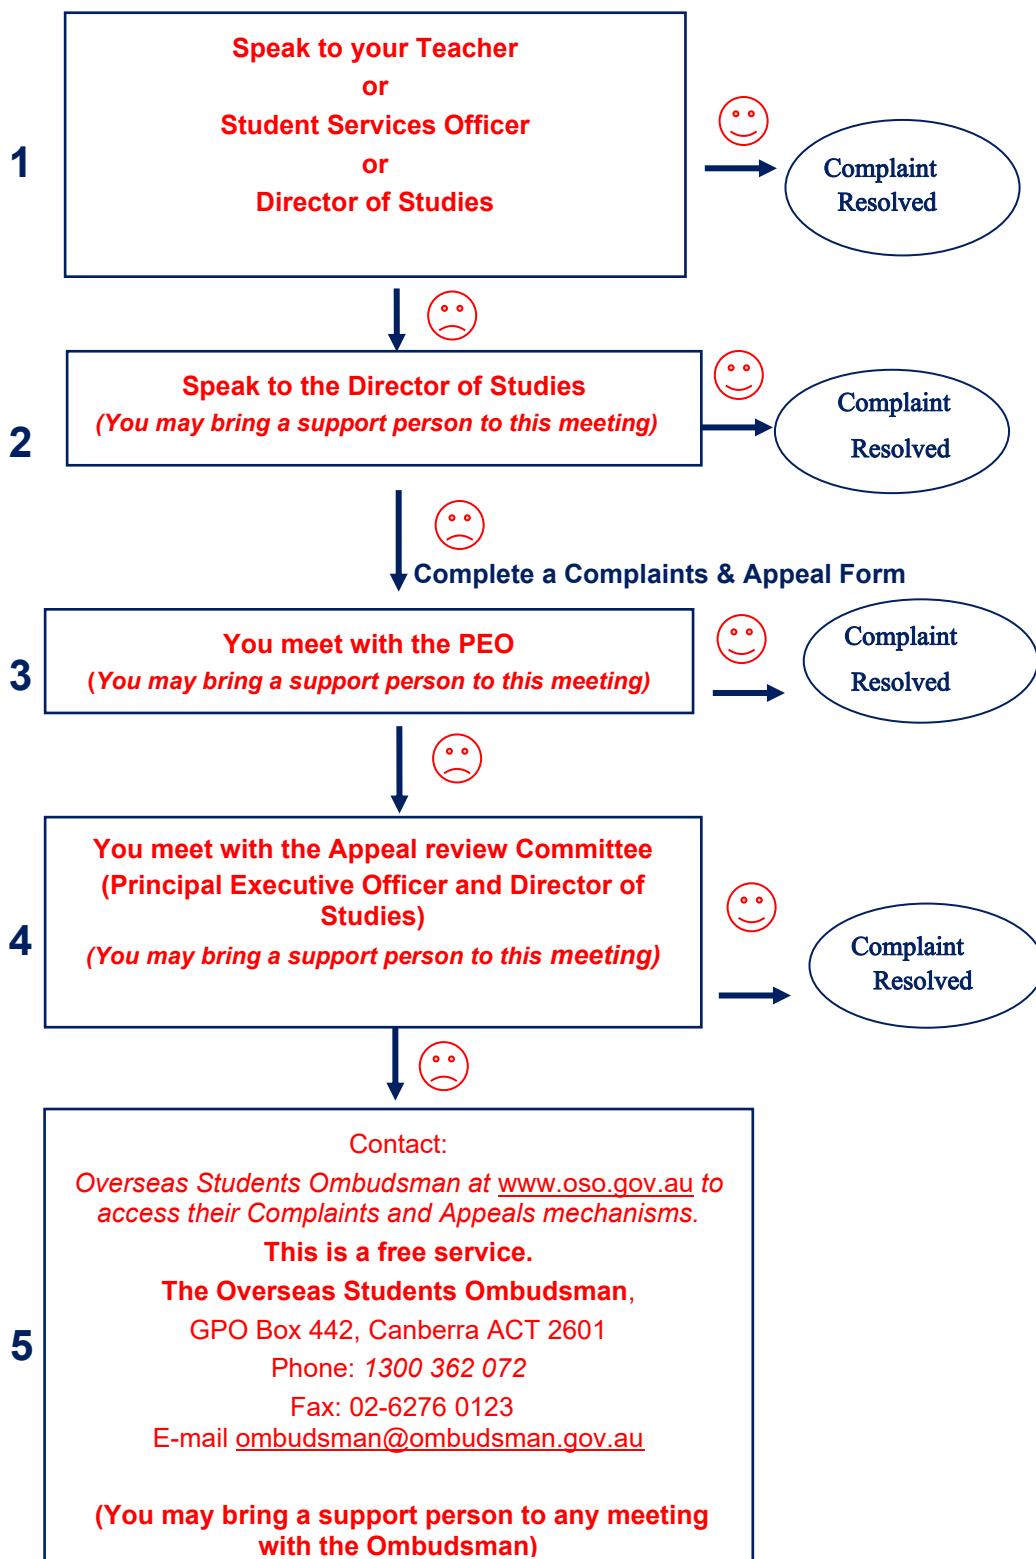 Speak to your Teacher
or
Student Services Officer
or
Director of Studies
1
Complaint
Resolved
Speak to the Director of Studies
(You may bring a support person to this meeting)
2
Complaint
Resolved
Complete a Complaints & Appeal Form
You meet with the PEO
(You may bring a support person to this meeting)
3
Complaint
Resolved
You meet with the Appeal review Committee
(Principal Executive Officer and Director of
Studies)
(You may bring a support person to this meeting)
4
Complaint
Resolved
Contact:
Overseas Students Ombudsman at www.oso.gov.au to
access their Complaints and Appeals mechanisms.
This is a free service.
The Overseas Students Ombudsman,
GPO Box 442, Canberra ACT 2601
5
Phone: 1300 362 072
Fax: 02-6276 0123
E-mail ombudsman@ombudsman.gov.au
(You may bring a support person to any meeting
with the Ombudsman)